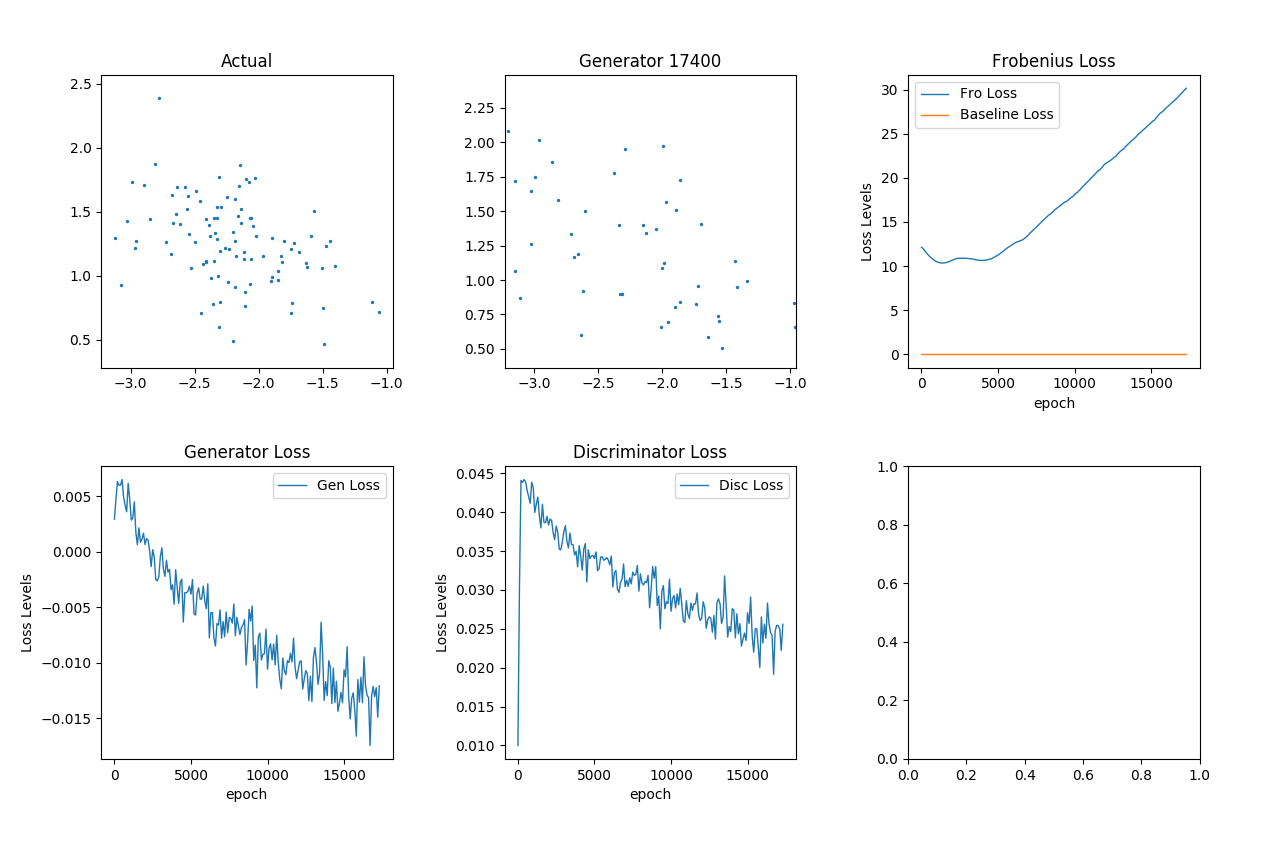 Actual
2.5
2.0
1.5
1.0
0.5
−3.0 −2.5 −2.0 −1.5 −1.0
Generator 17400
2.25
2.00
1.75
1.50
1.25
1.00
0.75
0.50
−3.0 −2.5 −2.0 −1.5 −1.0
Frobenius Loss
Fro Loss
Baseline Loss
Loss Levels
30
25
20
15
10
5
0
0 5000 10000 15000
epoch
Generator Loss
Gen Loss
Loss Levels
0.005
0.000
−0.005
−0.010
−0.015
0 5000 10000 15000
epoch
Discriminator Loss
Disc Loss
Loss Levels
0.045
0.040
0.035
0.030
0.025
0.020
0.015
0.010
0 5000 10000 15000
epoch
1.0
0.8
0.6
0.4
0.2
0.0
0.0 0.2 0.4 0.6 0.8 1.0